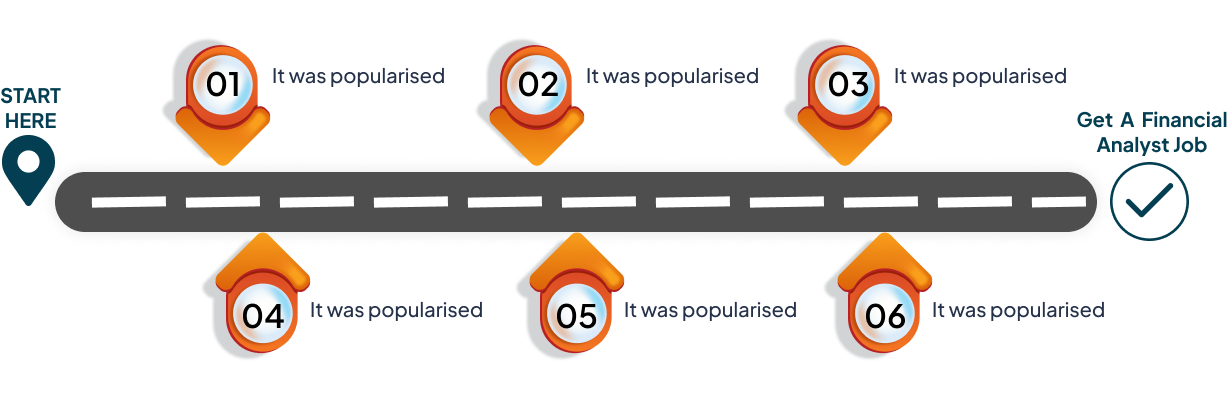 START
HERE
01
It was popularised
02
It was popularised
03
It was popularised
Get A Financial
Analyst Job
04
It was popularised
05
It was popularised
06
It was popularised